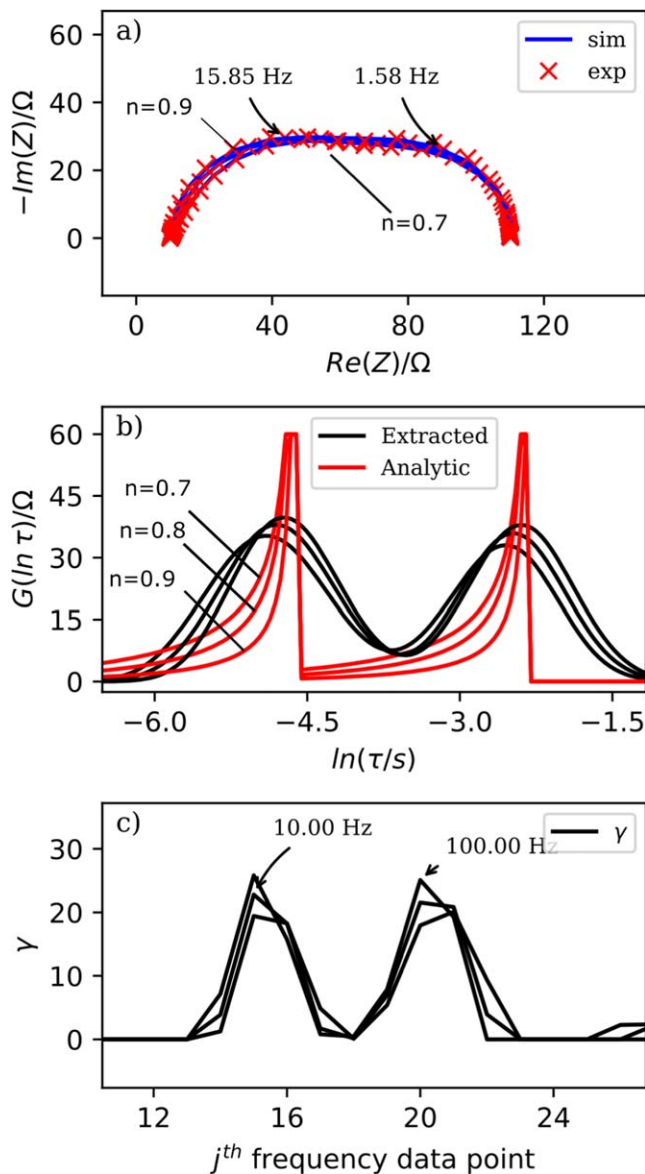 a)
sim
exp
15.85 Hz
1.58 Hz
n=0.9
n=0.7
60
40
20
0
-Im(Z)/Ω
0 40 80 120
Re(Z)/Ω
b)
Extracted
Analytic
n=0.7
n=0.8
n=0.9
60
45
30
15
0
G(ln τ)/Ω
−6.0 −4.5 −3.0 −1.5
ln(τ/s)
c)
10.00 Hz
100.00 Hz
γ
30
20
10
0
γ
12 16 20 24
jth frequency data point